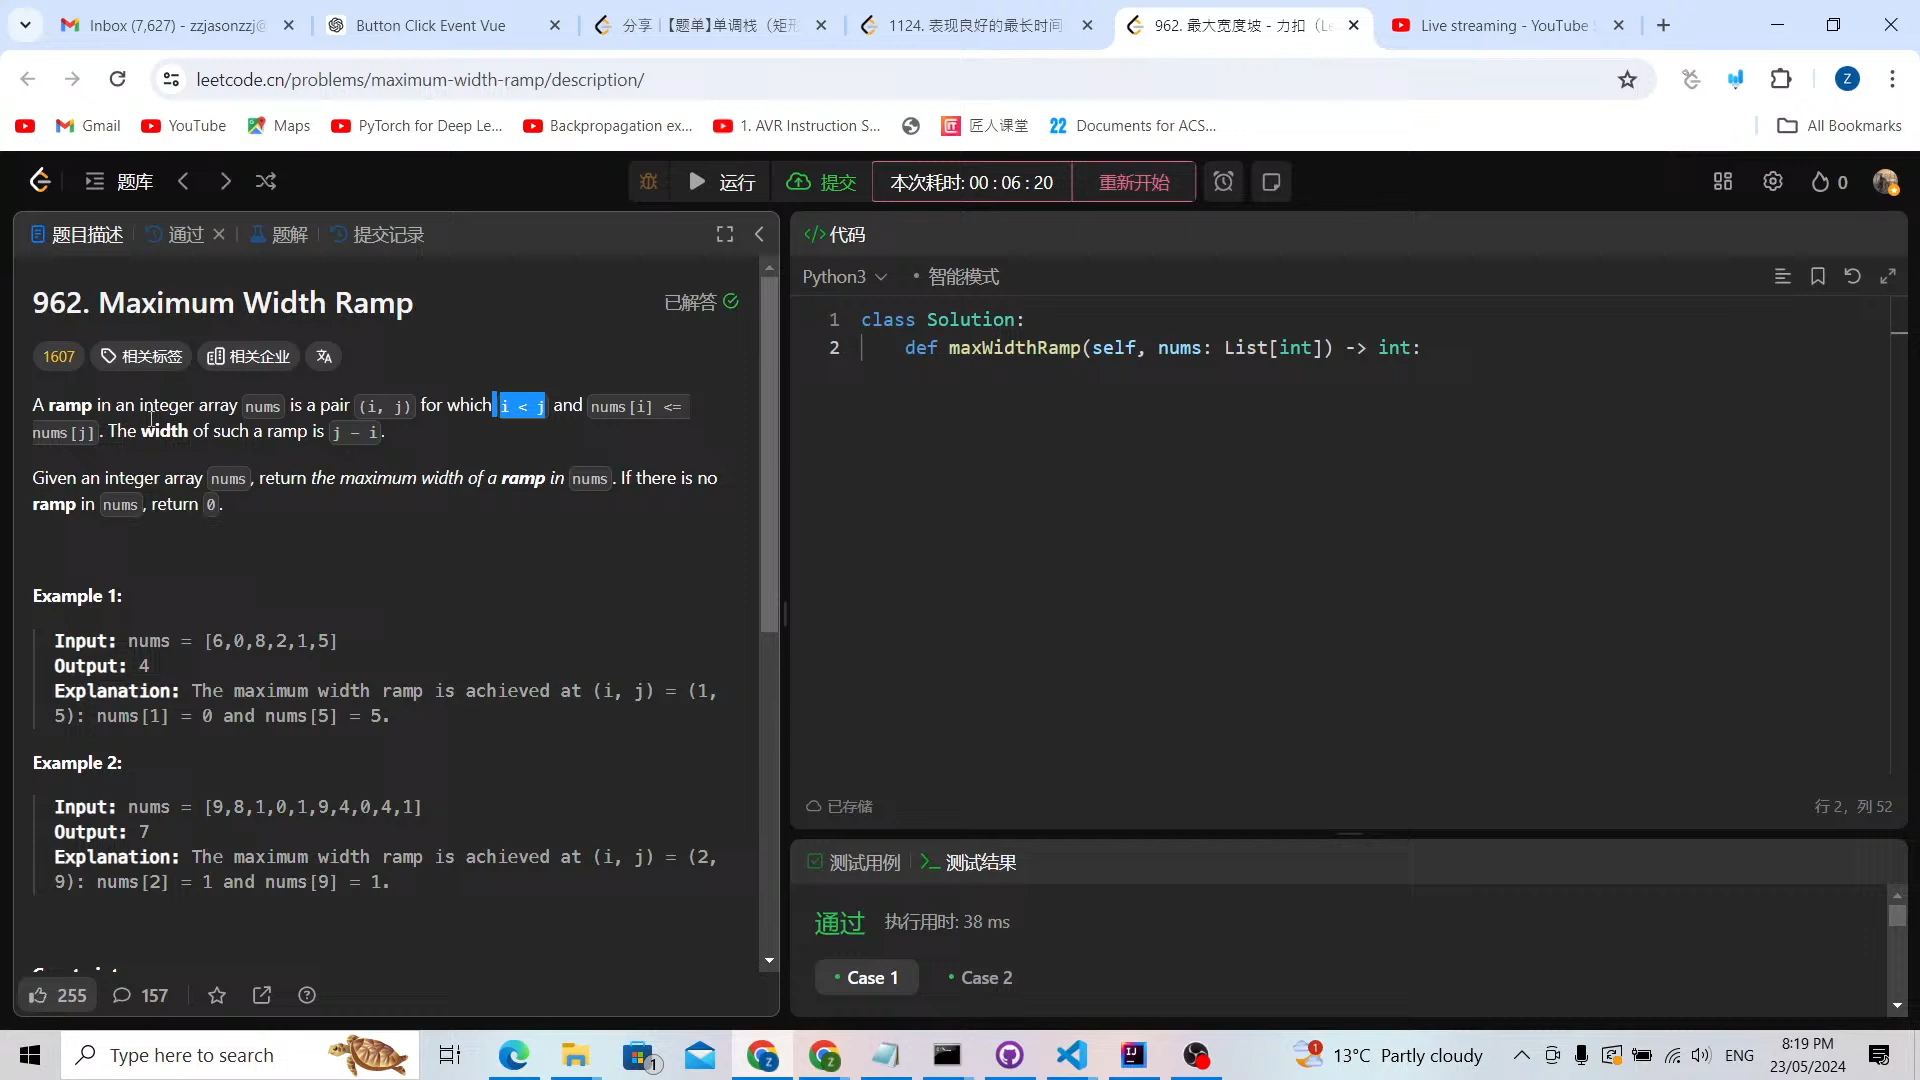 Inbox (7,627) - zzjasonzzj@
Button Click Event Vue
分享｜【题单】单调栈（矩形
1124. 表现良好的最长时间
962. 最大宽度坡 - 力扣（Le
Live streaming - YouTube S
leetcode.cn/problems/maximum-width-ramp/description/
Z
Gmail
YouTube
Maps
PyTorch for Deep Le...
Backpropagation ex...
1. AVR Instruction S...
匠人课堂
22 Documents for ACS...
All Bookmarks
题库
运行
提交
本次耗时: 00 : 06 : 20
重新开始
0
题目描述
通过
题解
提交记录
962. Maximum Width Ramp
已解答
1607
相关标签
相关企业
A ramp in an integer array nums is a pair (i, j) for which i < j and nums[i] <=
nums[j]. The width of such a ramp is j - i.
Given an integer array nums, return the maximum width of a ramp in nums. If there is no
ramp in nums, return 0.
Example 1:
Input: nums = [6,0,8,2,1,5]
Output: 4
Explanation: The maximum width ramp is achieved at (i, j) = (1,
5): nums[1] = 0 and nums[5] = 5.
Example 2:
Input: nums = [9,8,1,0,1,9,4,0,4,1]
Output: 7
Explanation: The maximum width ramp is achieved at (i, j) = (2,
9): nums[2] = 1 and nums[9] = 1.
255
157
</>代码
Python3
• 智能模式
1 class Solution:
2 def maxWidthRamp(self, nums: List[int]) -> int:
已存储
行 2, 列 52
测试用例
测试结果
通过
执行用时: 38 ms
• Case 1
• Case 2
Type here to search
1
Z
Z
IJ
1
13°C Partly cloudy
ENG
8:19 PM
23/05/2024